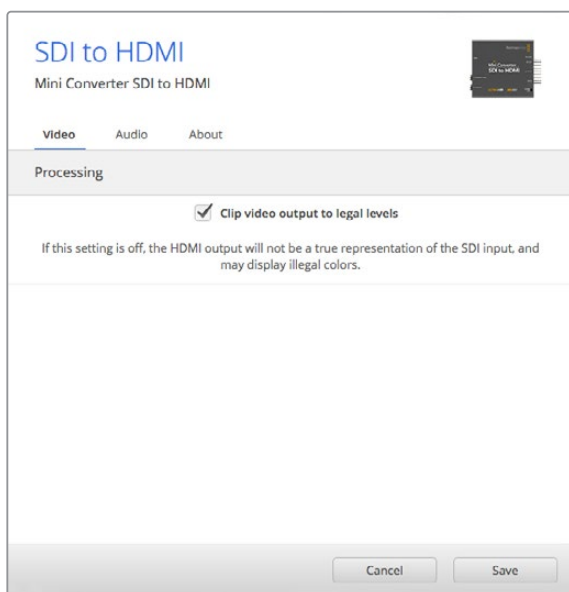 SDI to HDMI
Mini Converter SDI to HDMI
Video Audio About
Processing
Clip video output to legal levels
If this setting is off, the HDMI output will not be a true representation of the SDI input, and
may display illegal colors.
Cancel Save